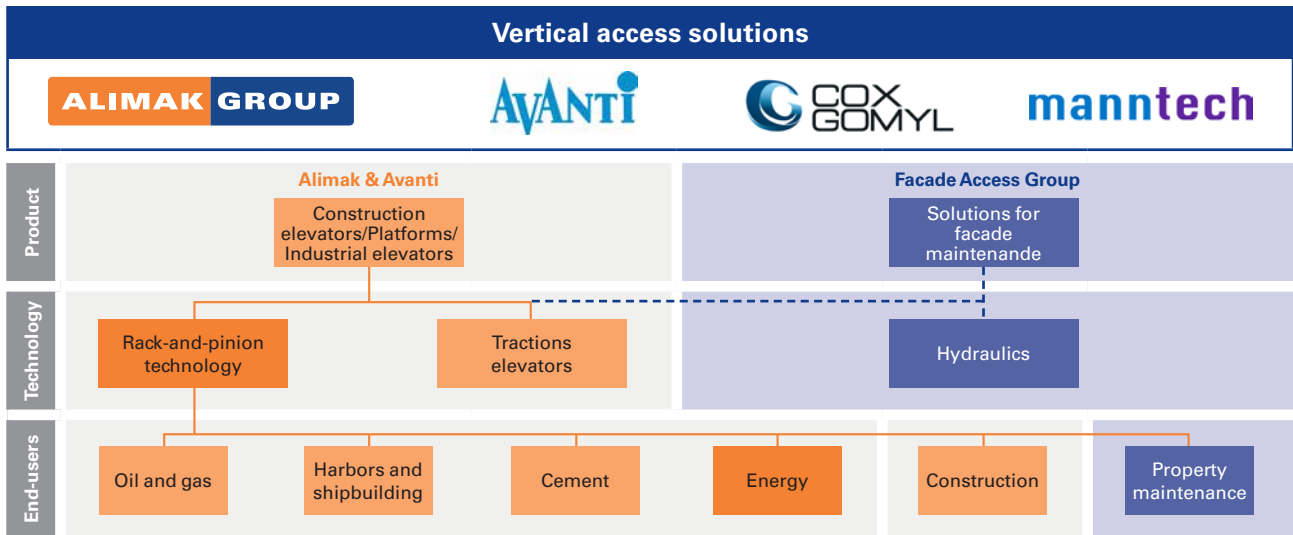 Vertical access solutions
ALIMAK GROUP
AVANTI
COX
GOMYL
manntech
Product
Alimak & Avanti
Construction
elevators/Platforms/
Industrial elevators
Facade Access Group
Solutions for
facade
maintenande
Technology
Rack-and-pinion
technology
Tractions
elevators
Hydraulics
End-users
Oil and gas
Harbors and
shipbuilding
Cement
Energy
Construction
Property
maintenance